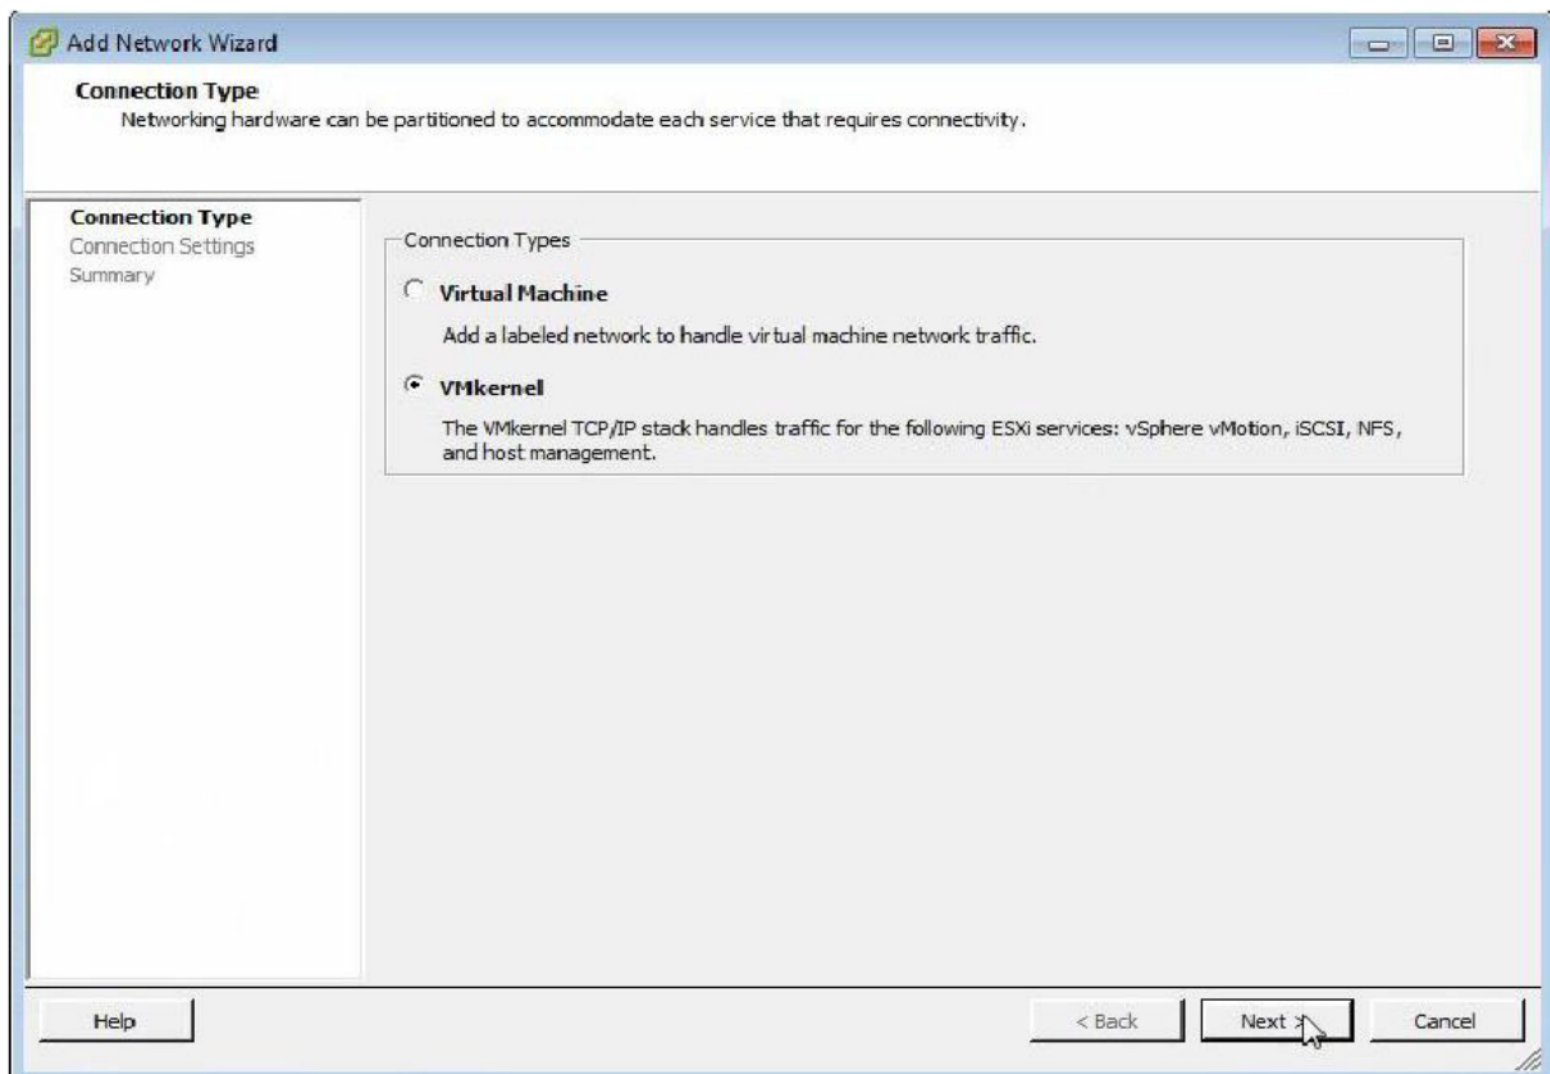 Add Network Wizard
Connection Type
Networking hardware can be partitioned to accommodate each service that requires connectivity.
Connection Type
Connection Settings
Summary
Connection Types
Virtual Machine
Add a labeled network to handle virtual machine network traffic.
VMkernel
The VMkernel TCP/IP stack handles traffic for the following ESXi services: vSphere vMotion, iSCSI, NFS,
and host management.
Help
< Back
Next >
Cancel